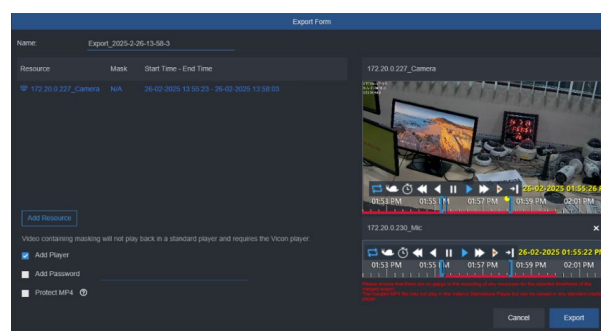 Export Form
Name: Export_2025-2-26-13-58-3
Resource Mask Start Time - End Time
172.20.0.227_Camera N/A 26-02-2025 13:55:23 - 26-02-2025 13:58:03
Add Resource
Video containing masking will not play back in a standard player and requires the Vicon player.
Add Player
Add Password
Protect MP4
172.20.0.227_Camera
26-02-2025 01:55:26
01:53 PM 01:55 01:57 PM 01:59 PM 02:01 PM
172.20.0.230_Mic
26-02-2025 01:55:22
01:53 PM 01:55 01:57 PM 01:59 PM 02:01 PM
Cancel Export